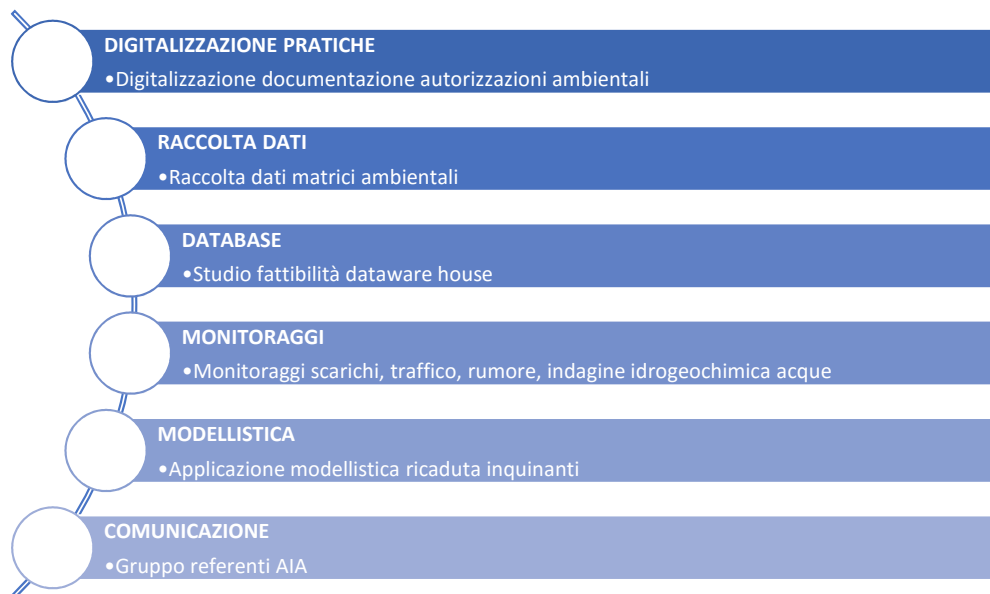 DIGITALIZZAZIONE PRATICHE
•Digitalizzazione documentazione autorizzazioni ambientali
RACCOLTA DATI
•Raccolta dati matrici ambientali
DATABASE
•Studio fattibilità dataware house
MONITORAGGI
•Monitoraggi scarichi, traffico, rumore, indagine idrogeochimica acque
MODELLISTICA
•Applicazione modellistica ricaduta inquinanti
COMUNICAZIONE
•Gruppo referenti AIA